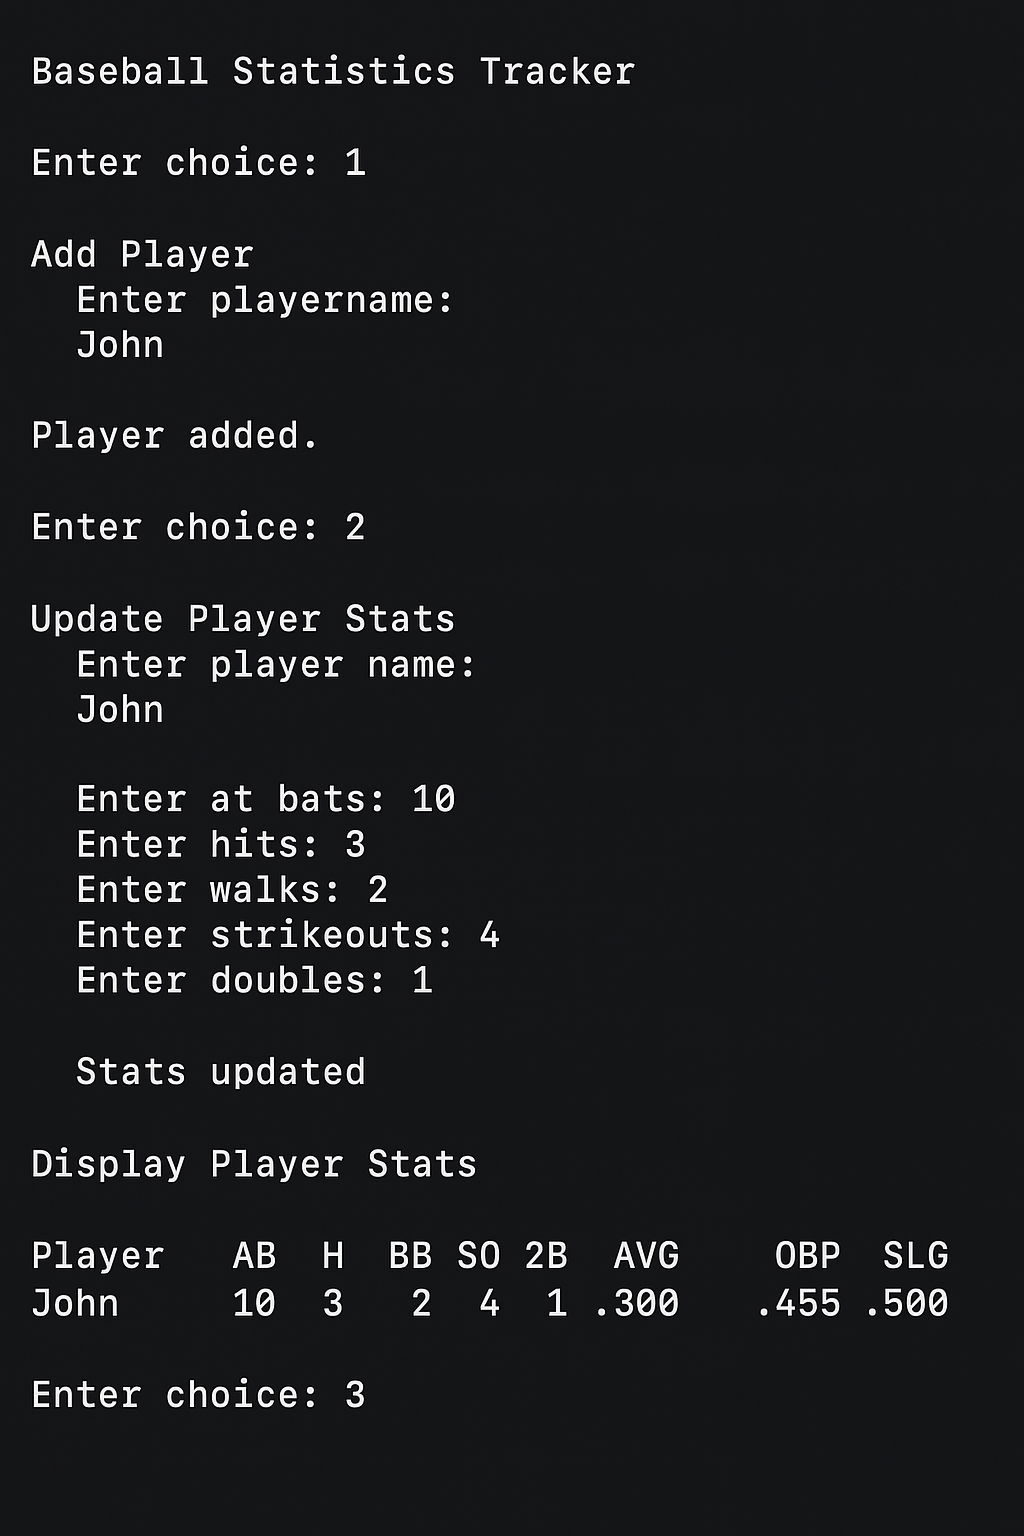 Baseball Statistics Tracker
Enter choice: 1
Add Player
Enter playername:
John
Player added.
Enter choice: 2
Update Player Stats
Enter player name:
John
Enter at bats: 10
Enter hits: 3
Enter walks: 2
Enter strikeouts: 4
Enter doubles: 1
Stats updated
Display Player Stats
Player AB H BB SO 2B AVG OBP SLG
John 10 3 2 4 1 .300 .455 .500
Enter choice: 3